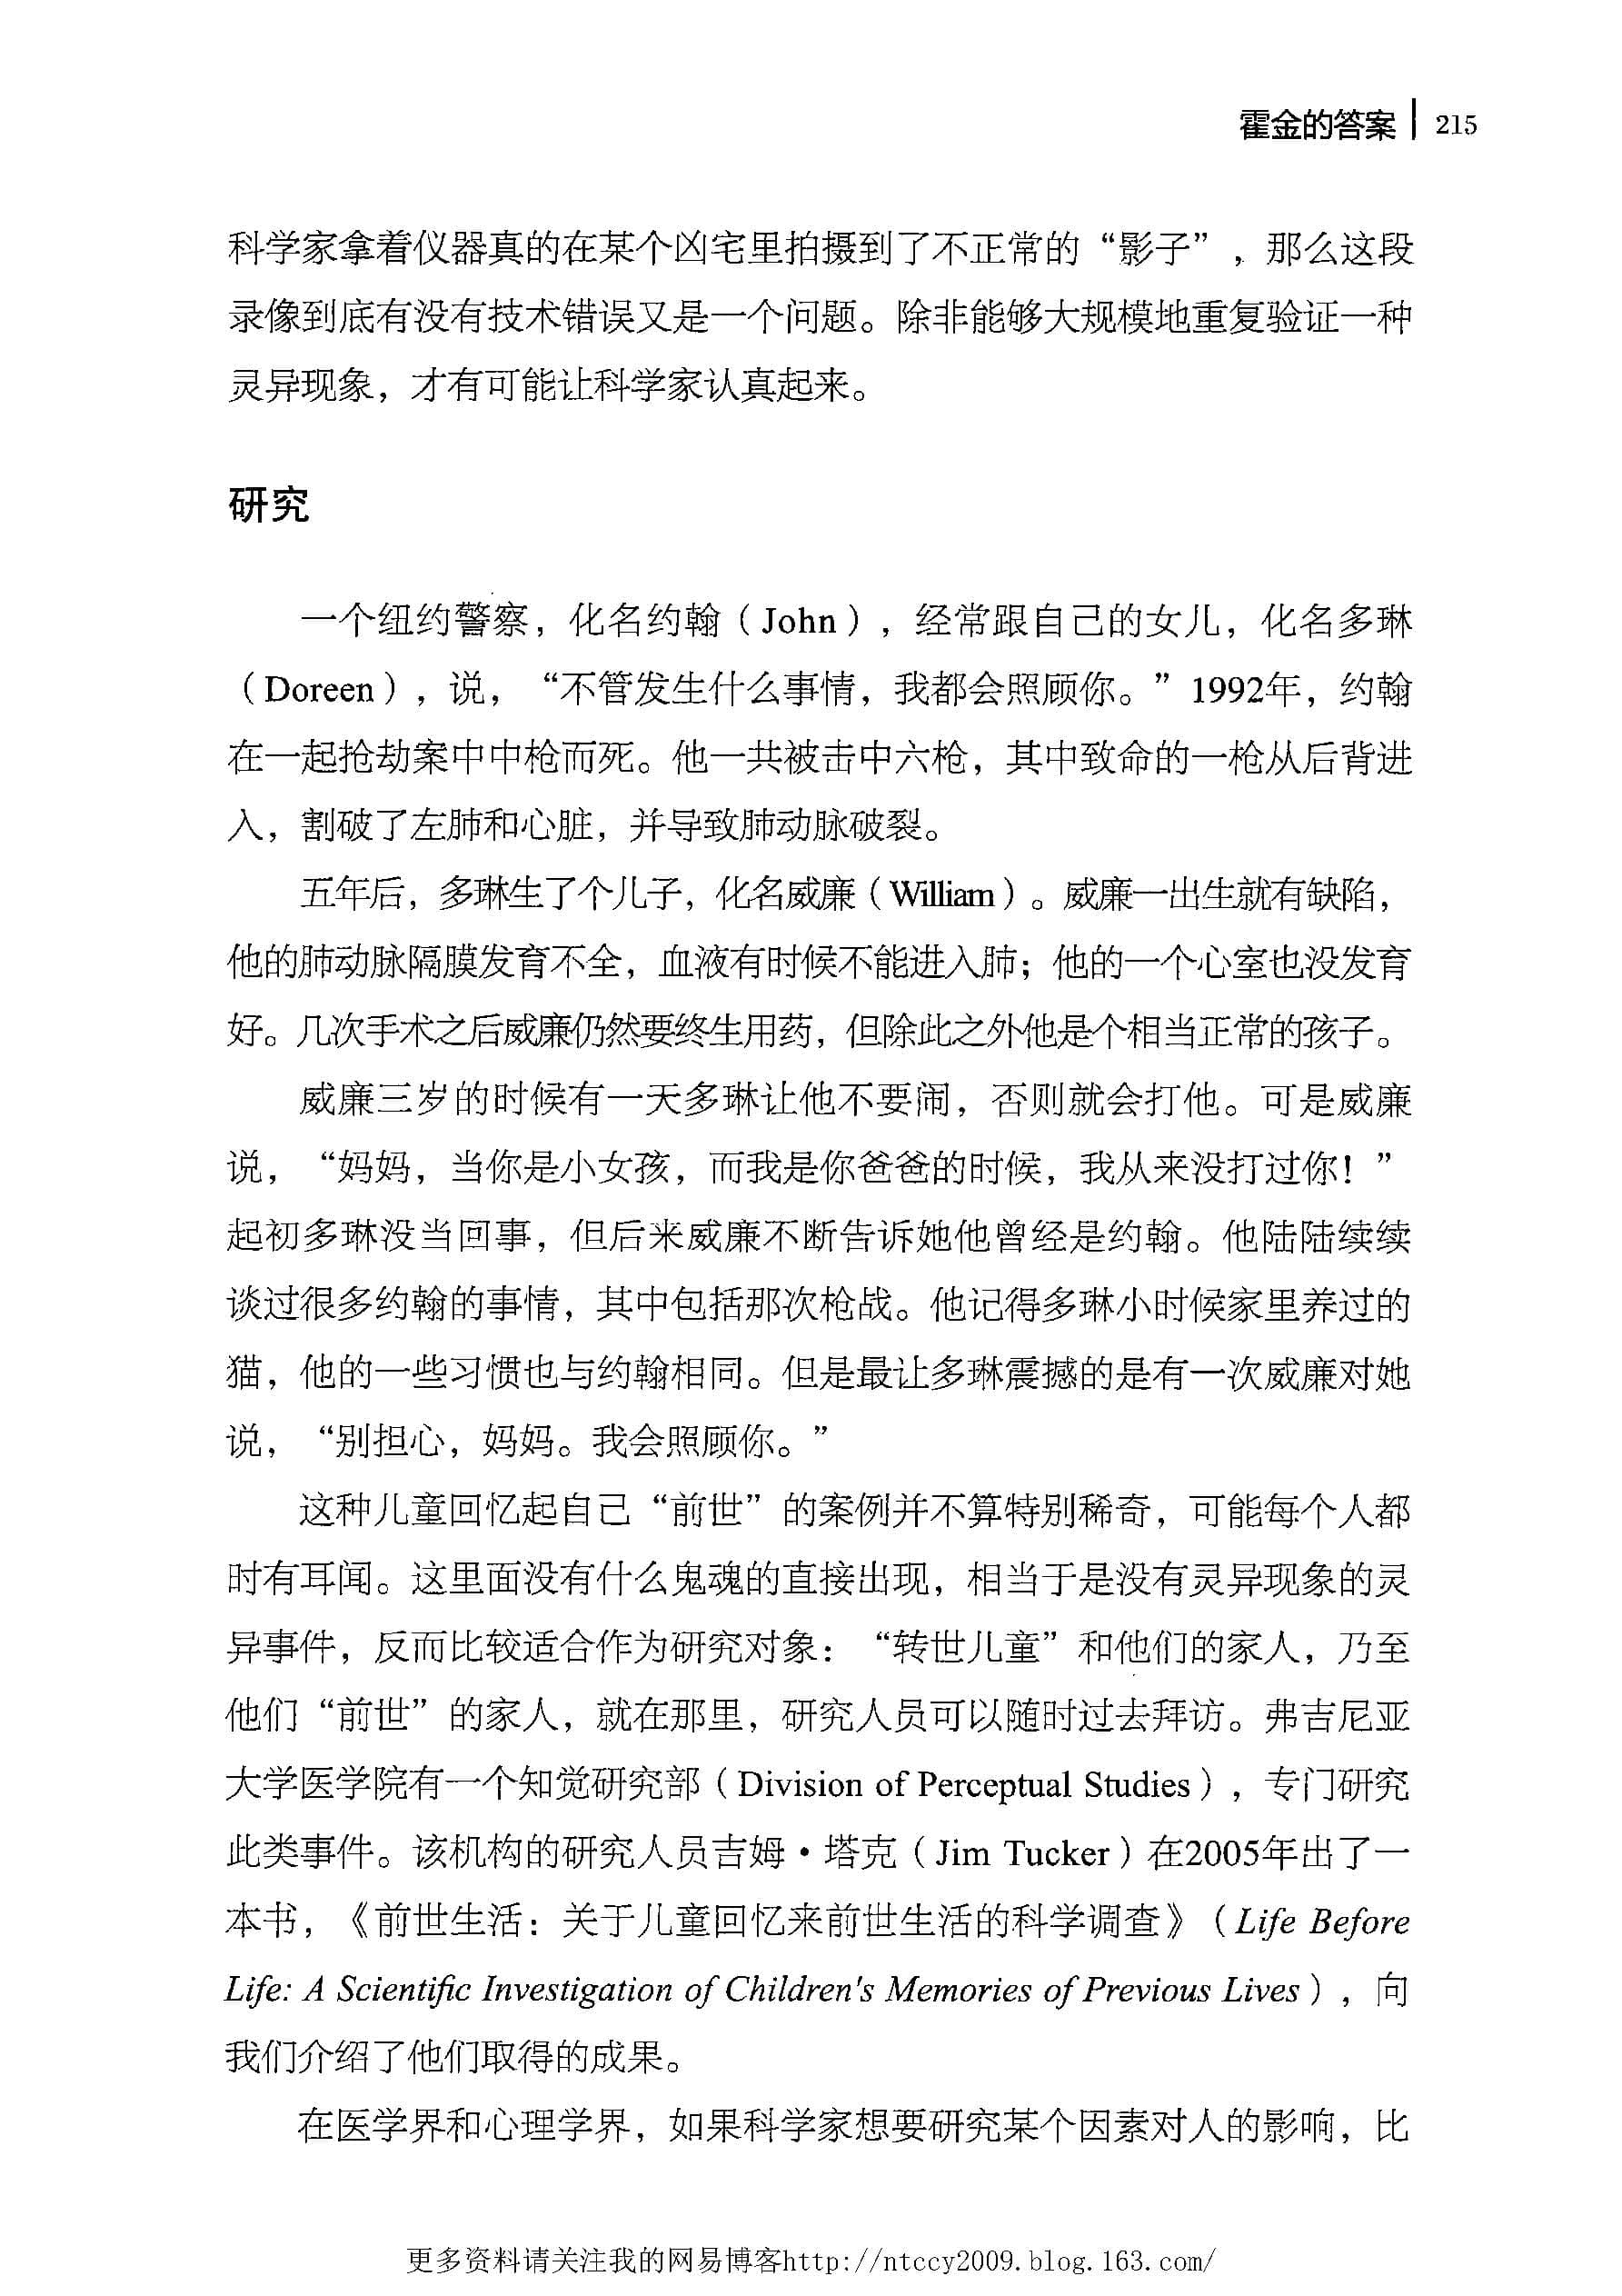 霍金的答案 | 215
科学家拿着仪器真的在某个凶宅里拍摄到了不正常的“影子”，那么这段
录像到底有没有技术错误又是一个问题。除非能够大规模地重复验证一种
灵异现象，才有可能让科学家认真起来。
研究
一个纽约警察，化名约翰（John），经常跟自己的女儿，化名多琳
（Doreen），说，“不管发生什么事情，我都会照顾你。”1992年，约翰
在一起抢劫案中中枪而死。他一共被击中六枪，其中致命的一枪从后背进
入，割破了左肺和心脏，并导致肺动脉破裂。
五年后，多琳生了个儿子，化名威廉（William）。威廉一出生就有缺陷，
他的肺动脉隔膜发育不全，血液有时候不能进入肺；他的一个心室也没发育
好。几次手术之后威廉仍然要终生用药，但除此之外他是个相当正常的孩子。
威廉三岁的时候有一天多琳让他不要闹，否则就会打他。可是威廉
说，“妈妈，当你是小女孩，而我是你爸爸的时候，我从来没打过你！”
起初多琳没当回事，但后来威廉不断告诉她他曾经是约翰。他陆陆续续
谈过很多约翰的事情，其中包括那次枪战。他记得多琳小时候家里养过的
猫，他的一些习惯也与约翰相同。但是最让多琳震撼的是有一次威廉对她
说，“别担心，妈妈。我会照顾你。”
这种儿童回忆起自己“前世”的案例并不算特别稀奇，可能每个人都
时有耳闻。这里面没有什么鬼魂的直接出现，相当于是没有灵异现象的灵
异事件，反而比较适合作为研究对象：“转世儿童”和他们的家人，乃至
他们“前世”的家人，就在那里，研究人员可以随时过去拜访。弗吉尼亚
大学医学院有一个知觉研究部（Division of Perceptual Studies），专门研究
此类事件。该机构的研究人员吉姆·塔克（Jim Tucker）在2005年出了一
本书，《前世生活：关于儿童回忆来前世生活的科学调查》（Life Before
Life: A Scientific Investigation of Children's Memories of Previous Lives），向
我们介绍了他们取得的成果。
在医学界和心理学界，如果科学家想要研究某个因素对人的影响，比
更多资料请关注我的网易博客http://ntccy2009.blog.163.com/